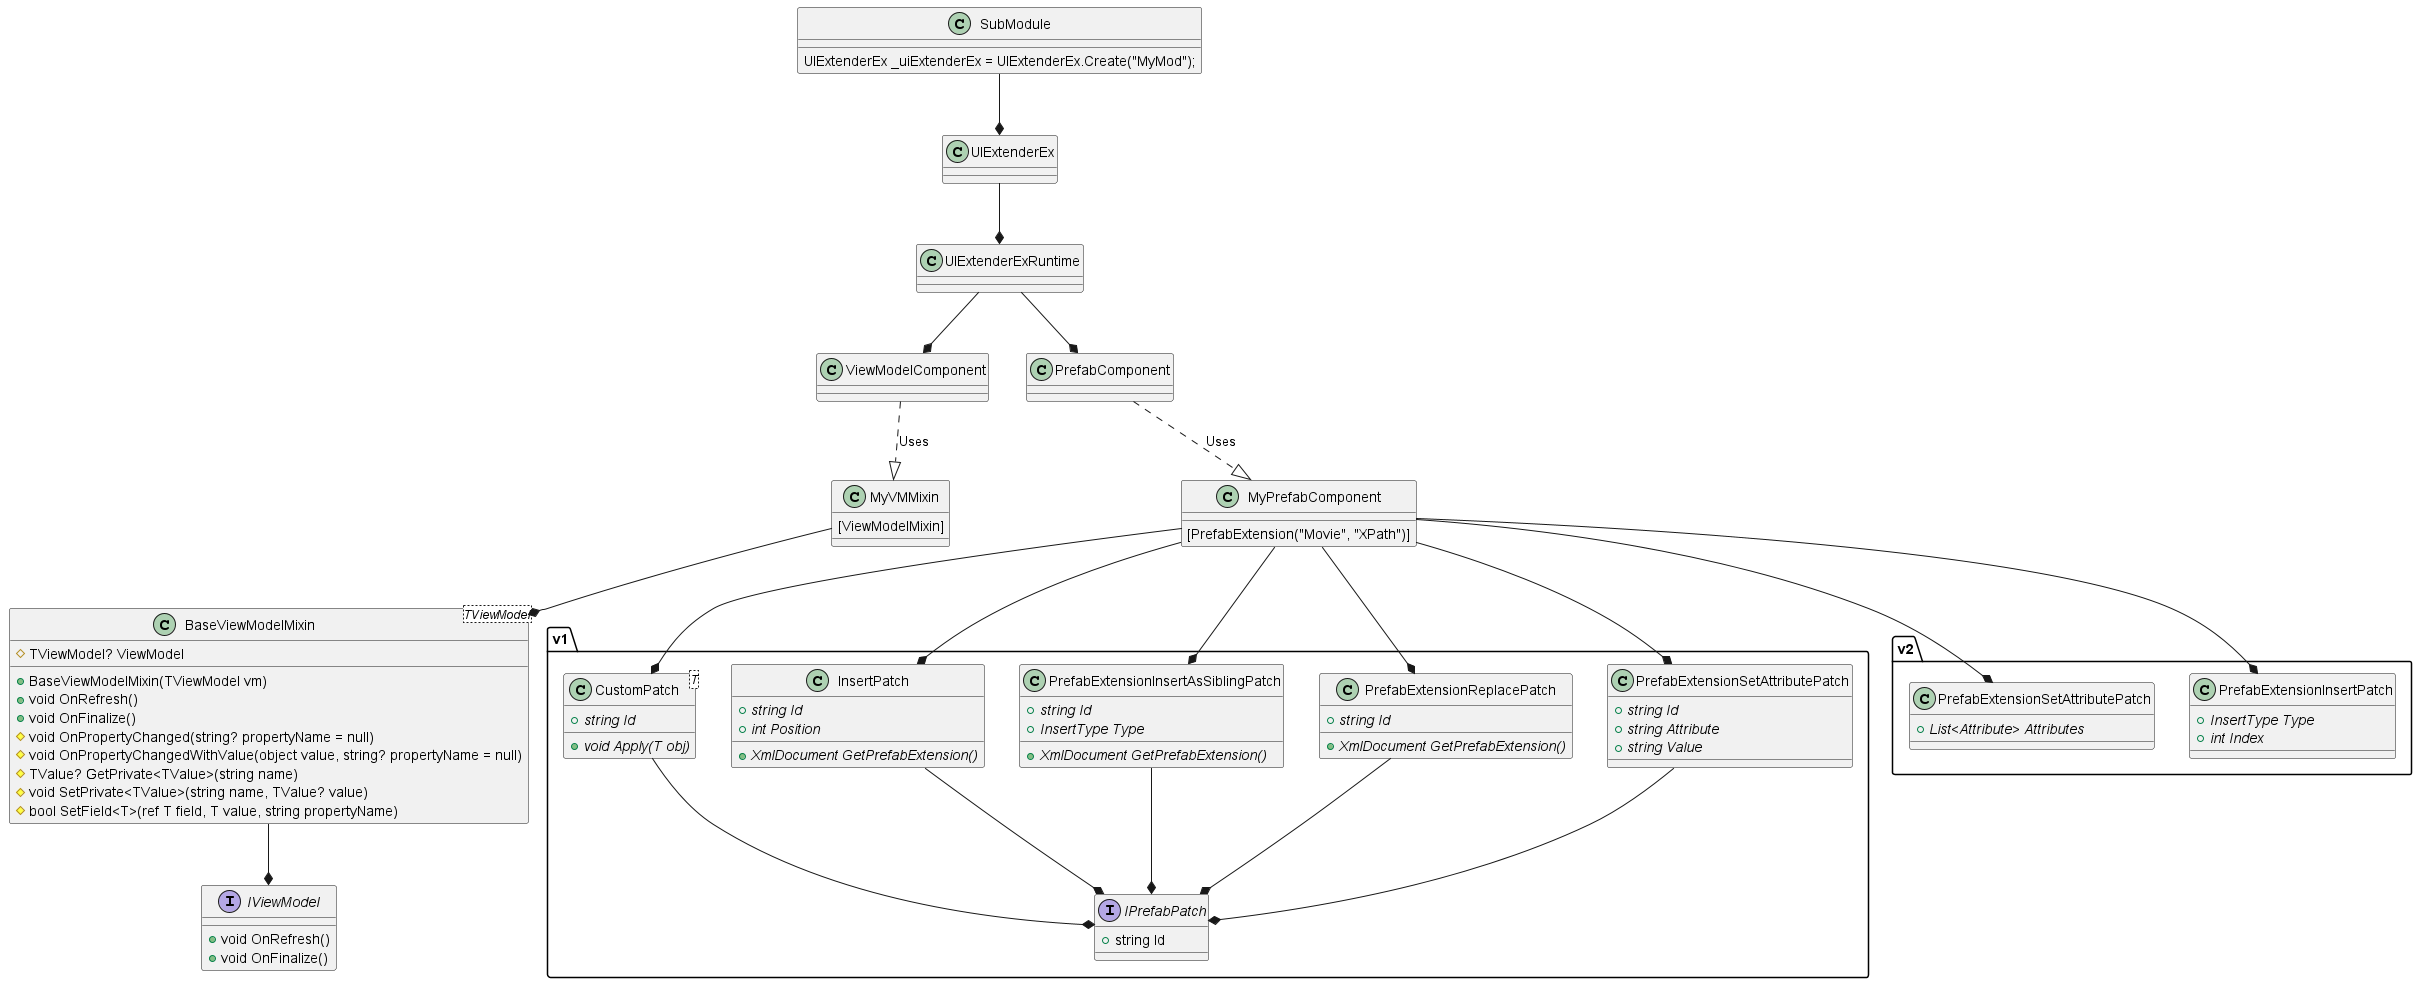 C SubModule
UIExtenderEx _uiExtenderEx = UIExtenderEx.Create("MyMod");
C UIExtenderEx
C UIExtenderExRuntime
C ViewModelComponent
C PrefabComponent
Uses
Uses
C MyVMMixin
[ViewModelMixin]
C MyPrefabComponent
[PrefabExtension("Movie", "XPath")]
TViewModel
C BaseViewModelMixin
TViewModel? ViewModel
BaseViewModelMixin(TViewModel vm)
void OnRefresh()
void OnFinalize()
void OnPropertyChanged(string? propertyName = null)
void OnPropertyChangedWithValue(object value, string? propertyName = null)
TValue? GetPrivate<TValue>(string name)
void SetPrivate<TValue>(string name, TValue? value)
bool SetField<T>(ref T field, T value, string propertyName)
I IViewModel
void OnRefresh()
void OnFinalize()
v1
C CustomPatch
T
string Id
void Apply(T obj)
C InsertPatch
string Id
int Position
XmlDocument GetPrefabExtension()
C PrefabExtensionInsertAsSiblingPatch
string Id
InsertType Type
XmlDocument GetPrefabExtension()
C PrefabExtensionReplacePatch
string Id
XmlDocument GetPrefabExtension()
C PrefabExtensionSetAttributePatch
string Id
string Attribute
string Value
I IPrefabPatch
string Id
v2
C PrefabExtensionSetAttributePatch
List<Attribute> Attributes
C PrefabExtensionInsertPatch
InsertType Type
int Index